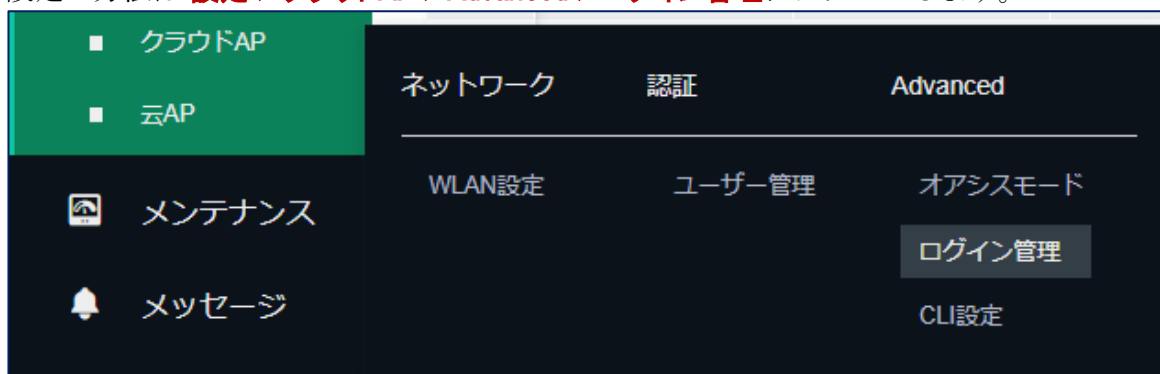 クラウドAP
云AP
メンテナンス
メッセージ
ネットワーク 認証 Advanced
WLAN設定 ユーザー管理 オアシスモード
ログイン管理
CLI設定